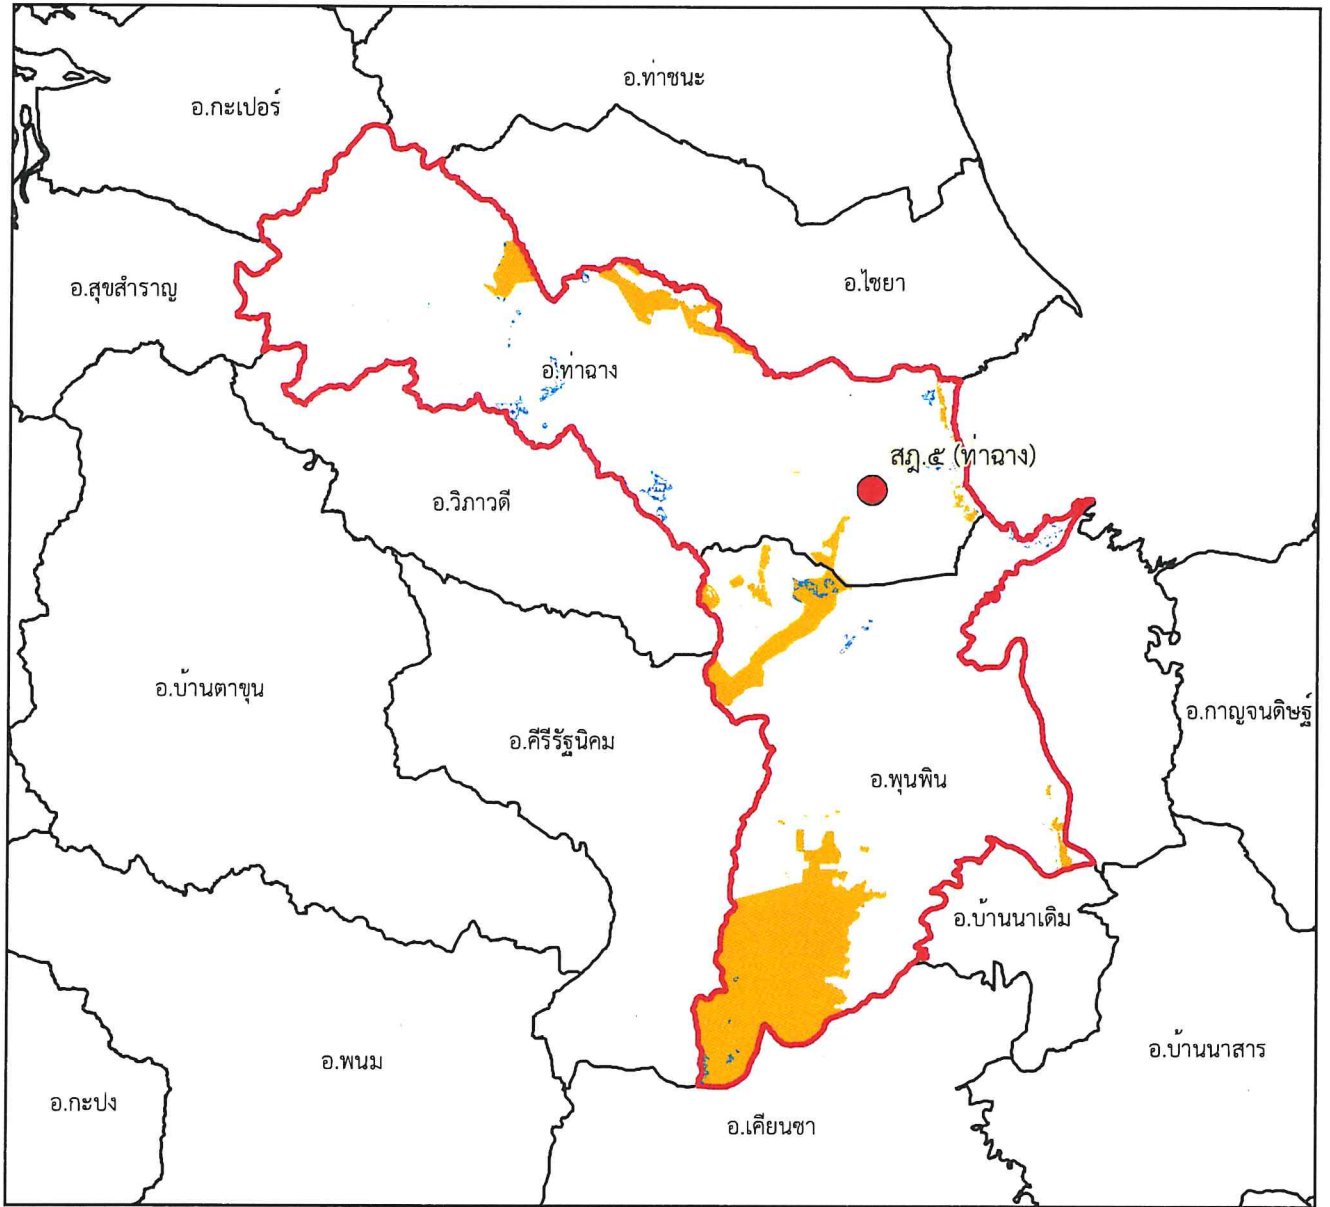 อ.ท่าชนะ
อ.กะเปอร์
อ.ไชยา
อ.สุขสำราญ
อ.ท่าฉาง
สฎ.๕ (ท่าฉาง)
อ.วิภาวดี
อ.บ้านตาขุน
อ.กาญจนดิษฐ์
อ.คีรีรัฐนิคม
อ.พุนพิน
อ.บ้านนาเดิม
อ.บ้านนาสาร
อ.พนม
อ.กะปง
อ.เคียนซา